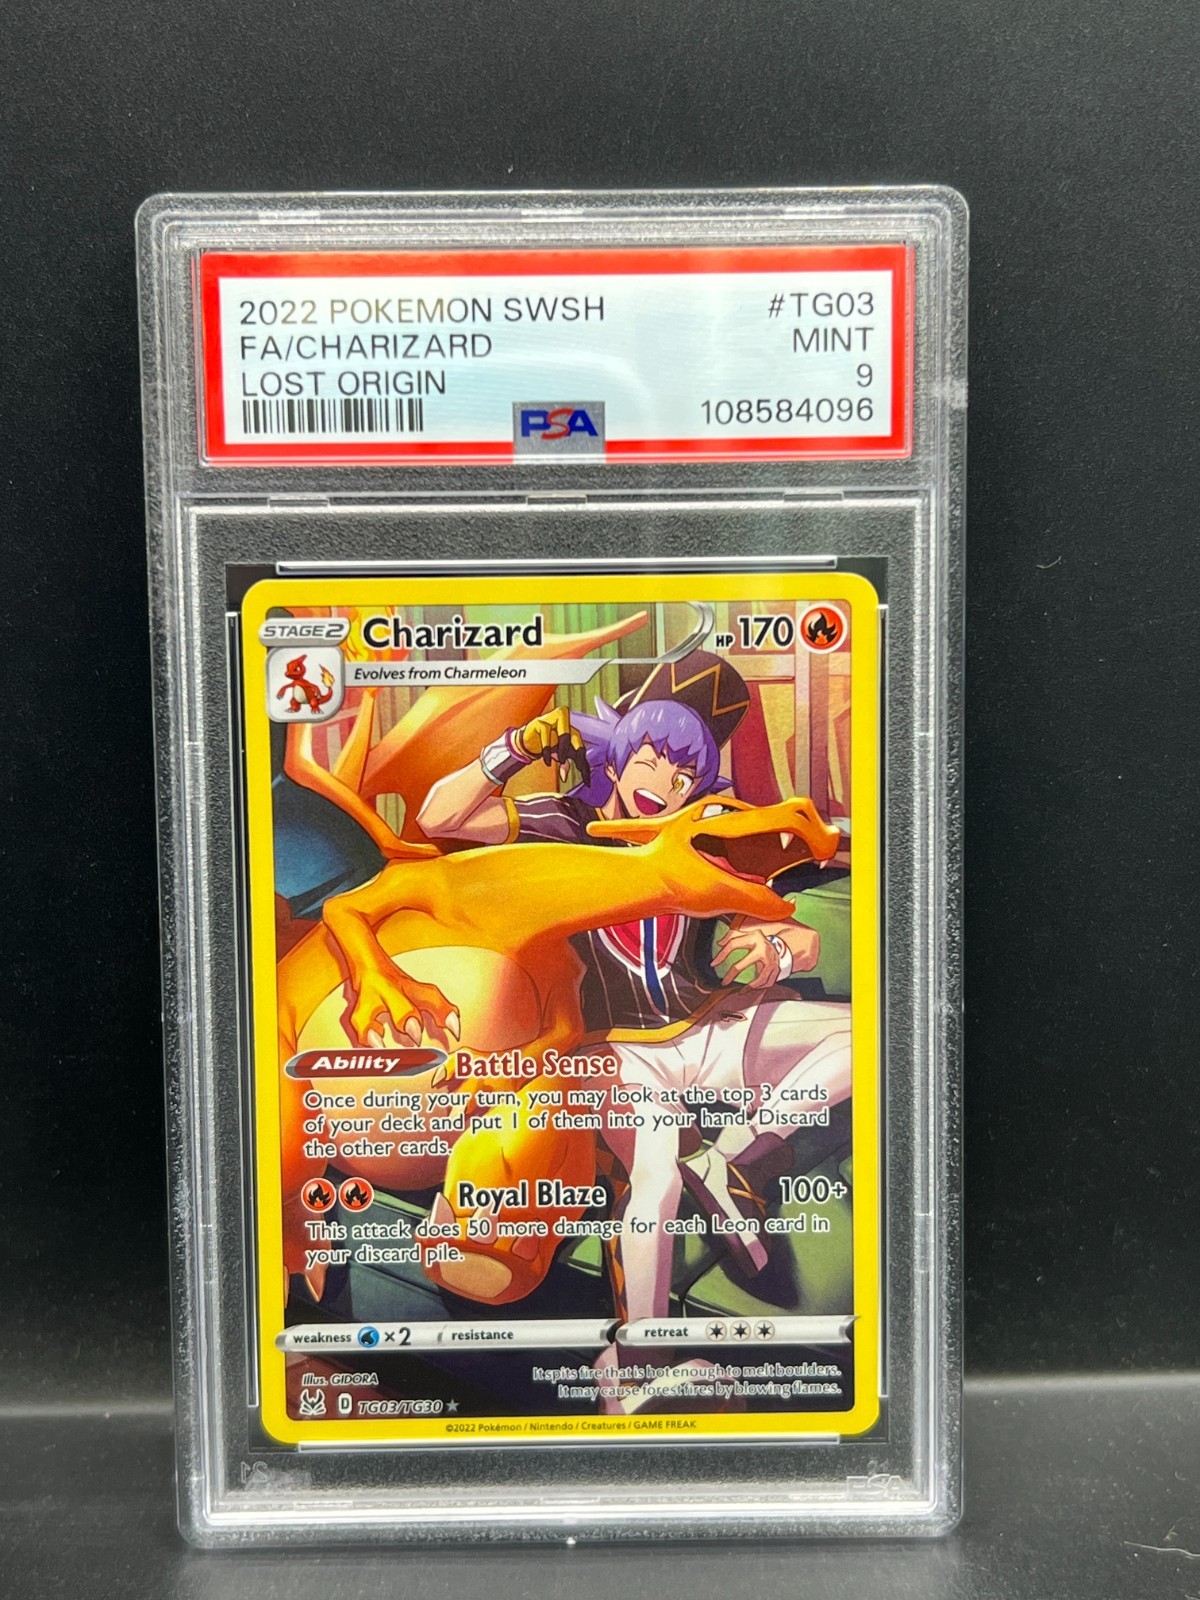 2022 POKEMON SWSH #TG03
FA/CHARIZARD MINT
LOST ORIGIN 9
PSA 108584096
STAGE2 Charizard HP 170
Evolves from Charmeleon
Ability Battle Sense
Once during your turn, you may look at the top 3 cards
of your deck and put 1 of them into your hand. Discard
the other cards.
Royal Blaze 100+
This attack does 50 more damage for each Leon card in
your discard pile.
weakness ×2 resistance retreat
Illus. GIDORA
It spits fire that is hot enough to melt boulders.
It may cause forest fires by blowing flames.
D TG03/TG30 ★
©2022 Pokémon / Nintendo / Creatures / GAME FREAK
PSA